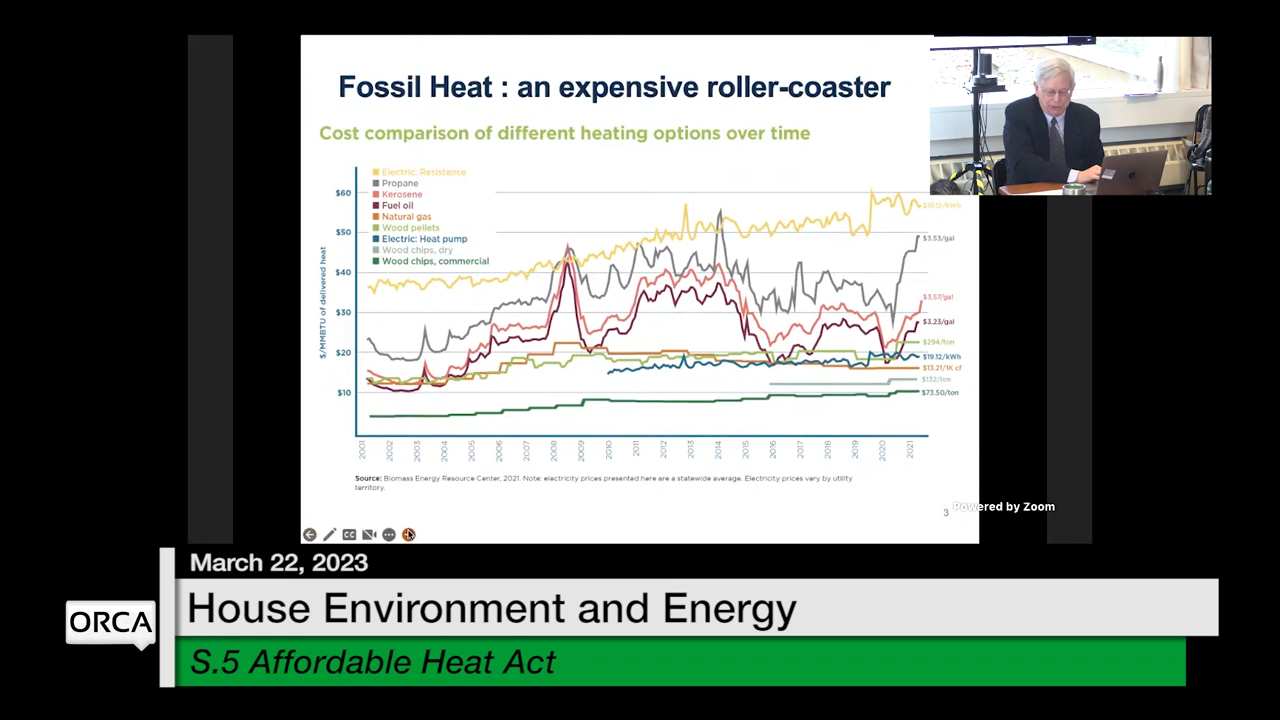 Fossil Heat : an expensive roller-coaster
Cost comparison of different heating options over time
Electric: Resistance
Propane
Kerosene
Fuel oil
Natural gas
Wood pellets
Electric: Heat pump
Wood chips, dry
Wood chips, commercial
$/MMBTU of delivered heat
$60
$50
$40
$30
$20
$10
$3.53/gal
$3.57/gal
$3.23/gal
$294/ton
$19.12/kWh
$13.21/1K cf
$132/ton
$73.50/ton
2001
2002
2003
2004
2005
2006
2007
2008
2009
2010
2011
2012
2013
2014
2015
2016
2017
2018
2019
2020
2021
Source: Biomass Energy Resource Center, 2021. Note: electricity prices presented here are a statewide average. Electricity prices vary by utility
territory.
3
Powered by Zoom
CC
March 22, 2023
House Environment and Energy
ORCA
S.5 Affordable Heat Act